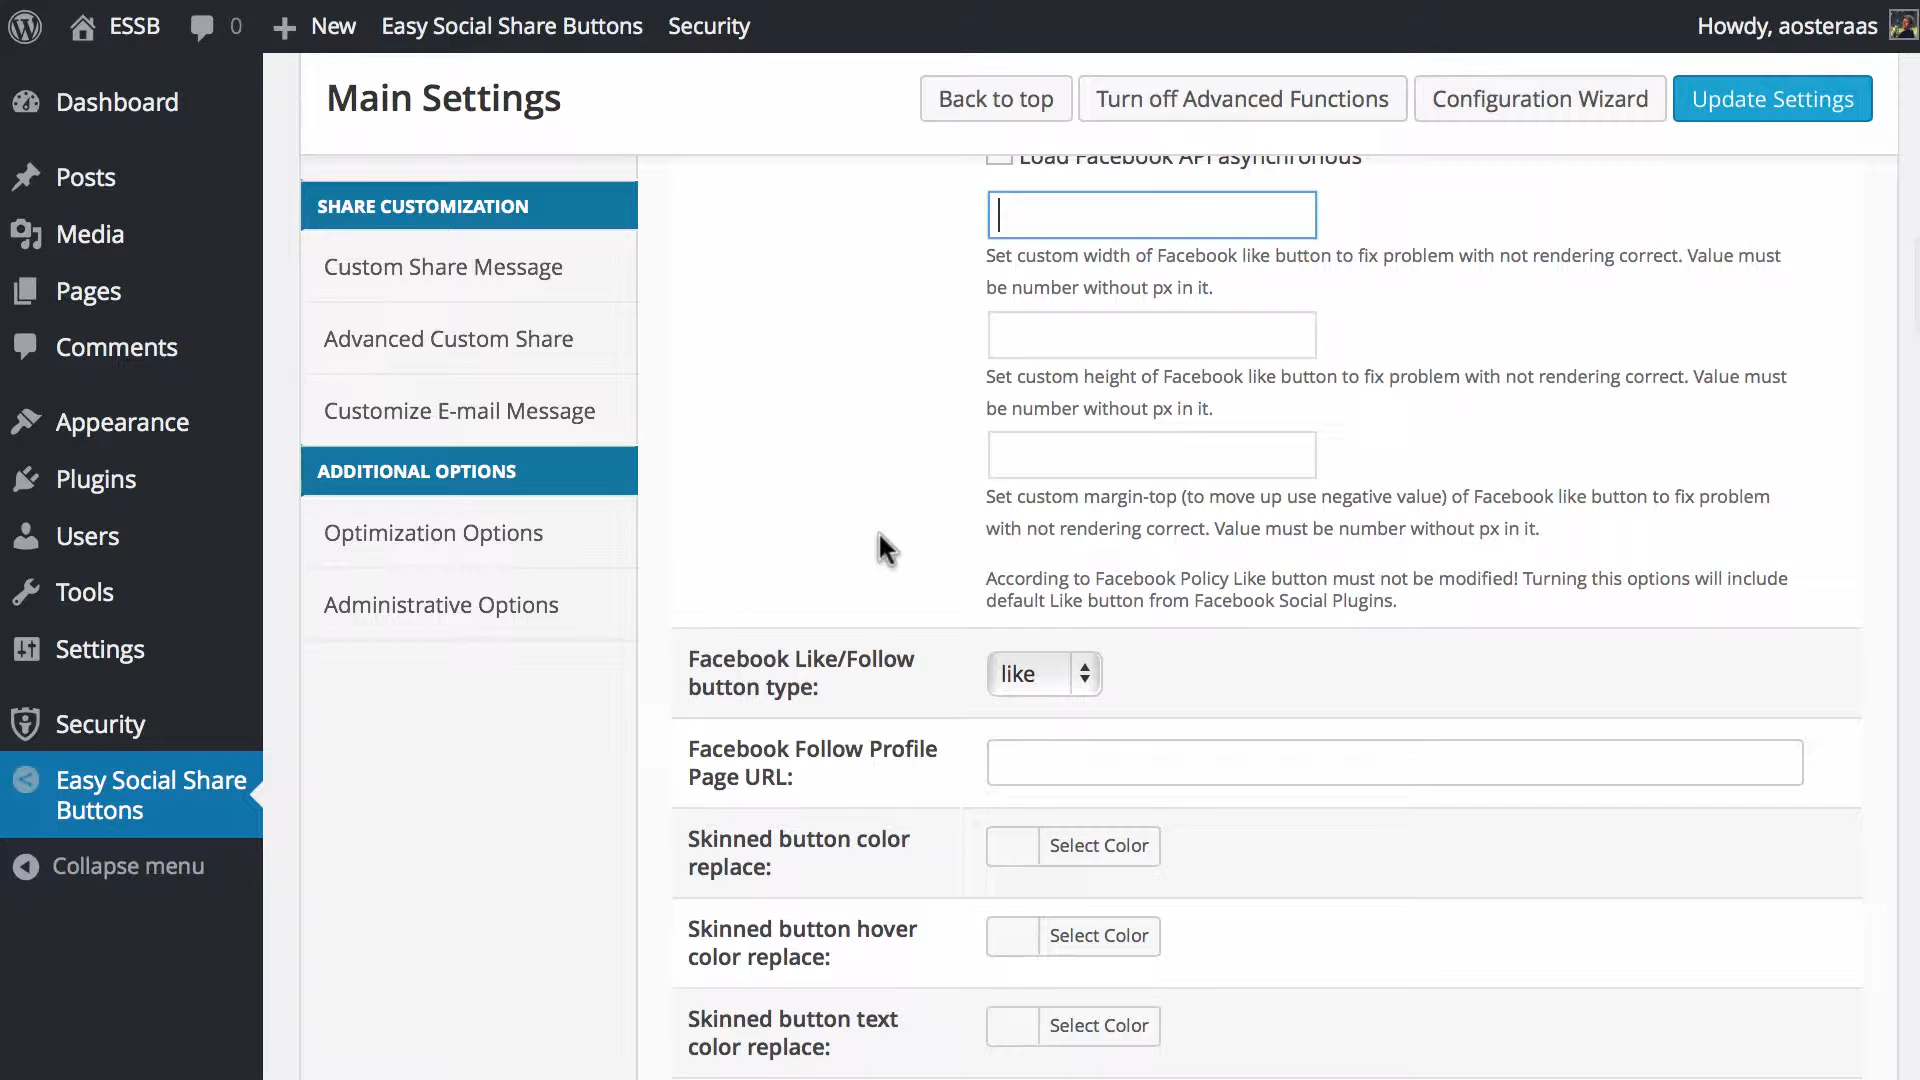 ESSB
0
New
Easy Social Share Buttons
Security
Howdy, aosteraas
Dashboard
Posts
Media
Pages
Comments
Appearance
Plugins
Users
Tools
Settings
Security
Easy Social Share
Buttons
Collapse menu
Main Settings
Back to top
Turn off Advanced Functions
Configuration Wizard
Update Settings
SHARE CUSTOMIZATION
Custom Share Message
Advanced Custom Share
Customize E-mail Message
ADDITIONAL OPTIONS
Optimization Options
Administrative Options
Load Facebook API asynchronous
Set custom width of Facebook like button to fix problem with not rendering correct. Value must
be number without px in it.
Set custom height of Facebook like button to fix problem with not rendering correct. Value must
be number without px in it.
Set custom margin-top (to move up use negative value) of Facebook like button to fix problem
with not rendering correct. Value must be number without px in it.
According to Facebook Policy Like button must not be modified! Turning this options will include
default Like button from Facebook Social Plugins.
Facebook Like/Follow
button type:
like
Facebook Follow Profile
Page URL:
Skinned button color
replace:
Select Color
Skinned button hover
color replace:
Select Color
Skinned button text
color replace:
Select Color